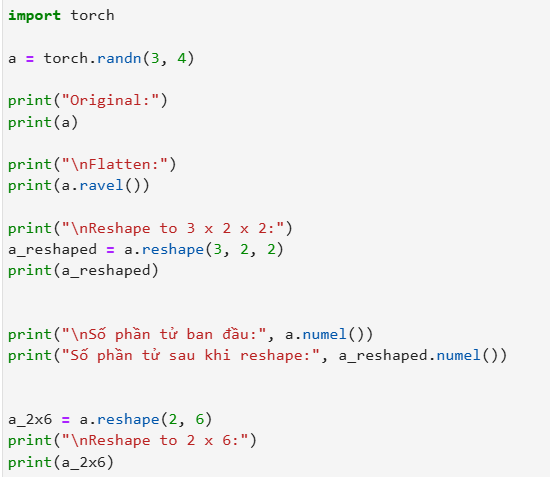 import torch
a = torch.randn(3, 4)
print("Original:")
print(a)
print("\nFlatten:")
print(a.ravel())
print("\nReshape to 3 x 2 x 2:")
a_reshaped = a.reshape(3, 2, 2)
print(a_reshaped)
print("\nSố phần tử ban đầu:", a.numel())
print("Số phần tử sau khi reshape:", a_reshaped.numel())
a_2x6 = a.reshape(2, 6)
print("\nReshape to 2 x 6:")
print(a_2x6)